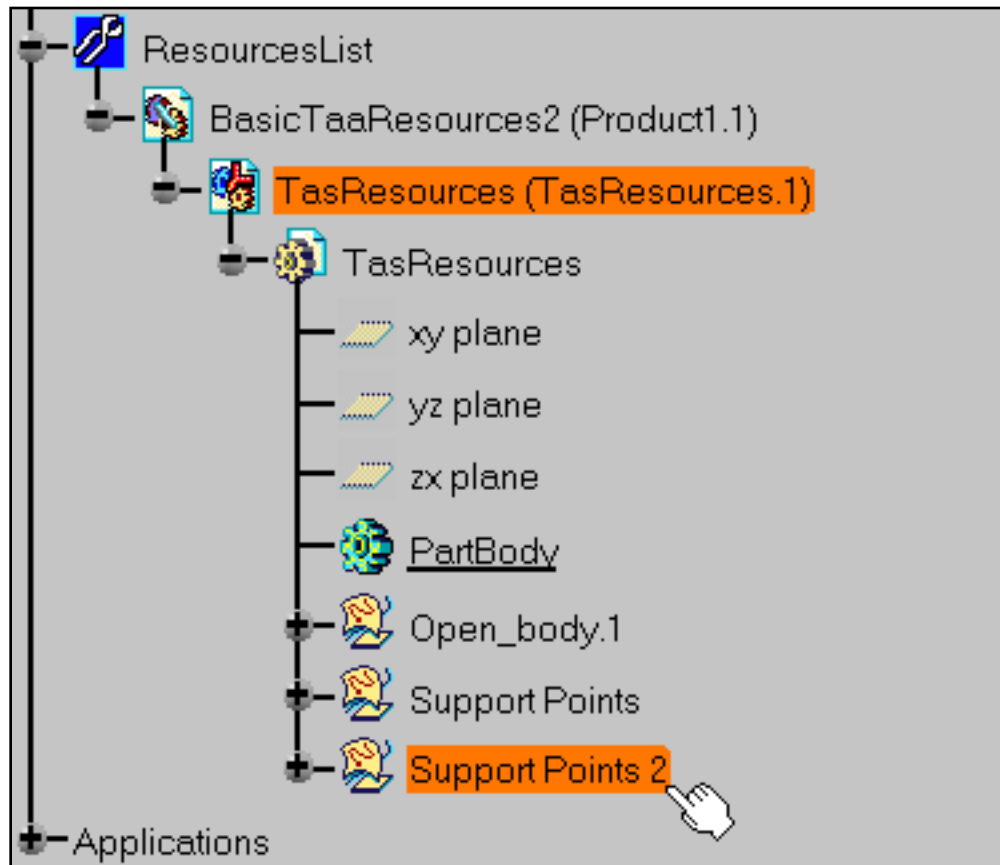 ResourcesList
BasicTaaResources2 (Product1.1)
TasResources (TasResources.1)
TasResources
xy plane
yz plane
zx plane
PartBody
Open_body.1
Support Points
Support Points 2
Applications